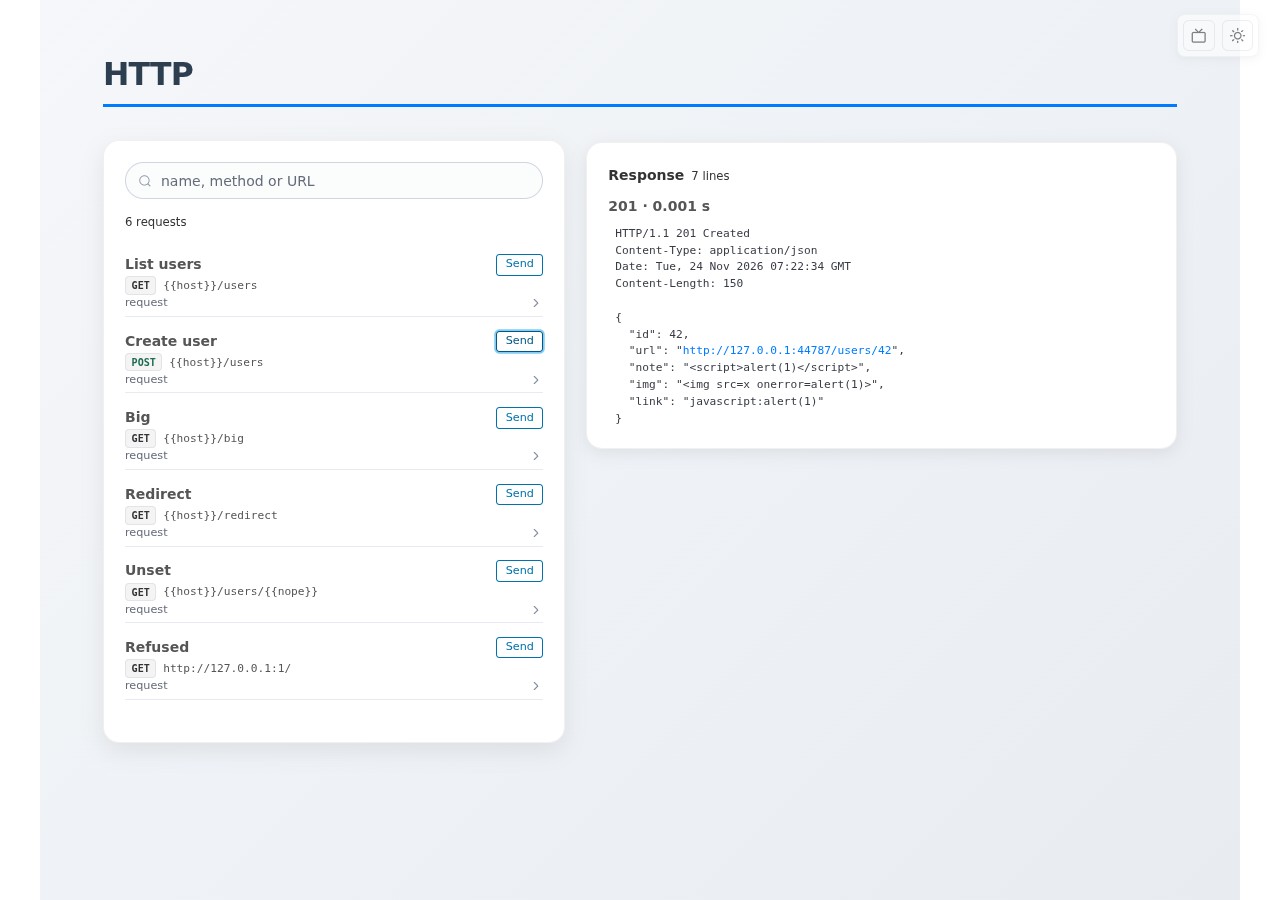 HTTP
name, method or URL
6 requests
List users
Send
GET {{host}}/users
request
Create user
Send
POST {{host}}/users
request
Big
Send
GET {{host}}/big
request
Redirect
Send
GET {{host}}/redirect
request
Unset
Send
GET {{host}}/users/{{nope}}
request
Refused
Send
GET http://127.0.0.1:1/
request
Response 7 lines
201 · 0.001 s
HTTP/1.1 201 Created
Content-Type: application/json
Date: Tue, 24 Nov 2026 07:22:34 GMT
Content-Length: 150
{
  "id": 42,
  "url": "http://127.0.0.1:44787/users/42",
  "note": "<script>alert(1)</script>",
  "img": "<img src=x onerror=alert(1)>",
  "link": "javascript:alert(1)"
}